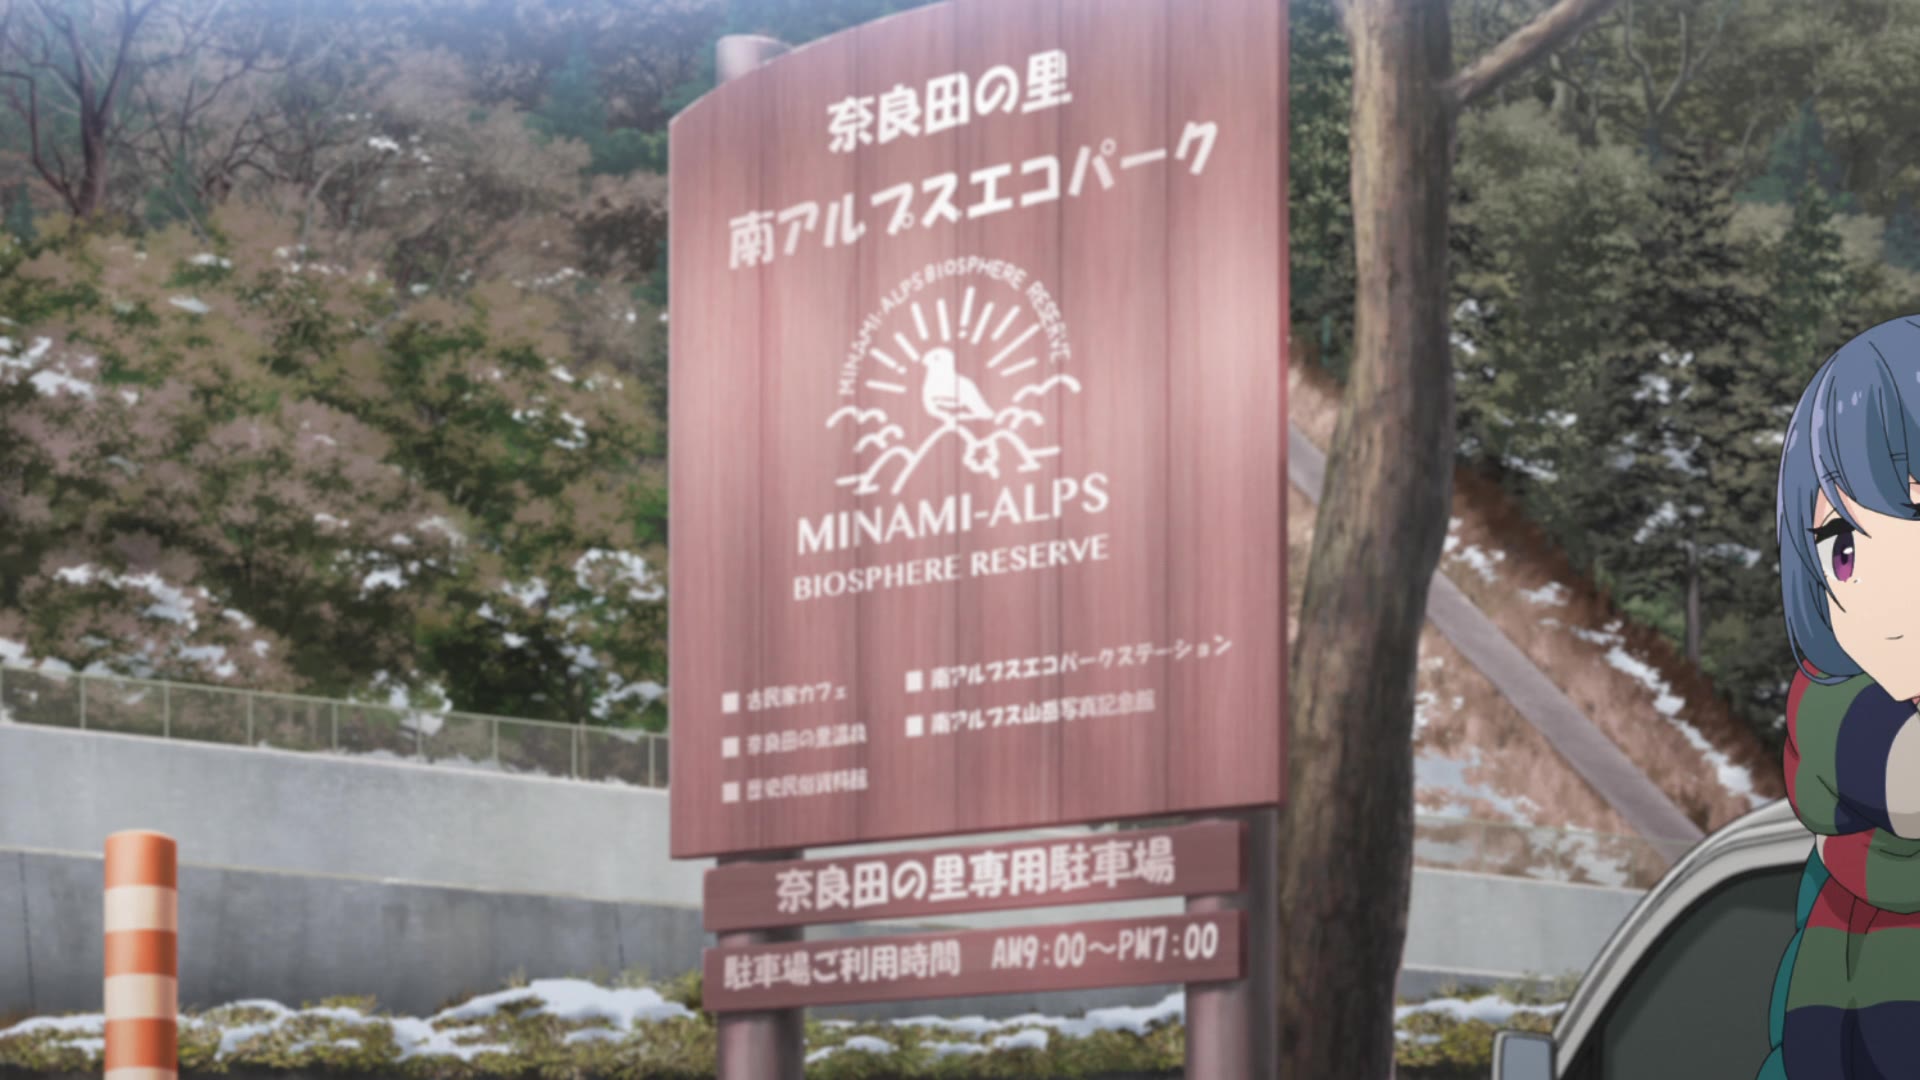 奈良田の里
南アルプスエコパーク
MINAMI-ALPS BIOSPHERE RESERVE
MINAMI-ALPS
BIOSPHERE RESERVE
■ 古民家カフェ
■ 奈良田の里温泉
■ 歴史民俗資料館
■ 南アルプスエコパークステーション
■ 南アルプス山岳写真記念館
奈良田の里専用駐車場
駐車場ご利用時間 AM9:00～PM7:00